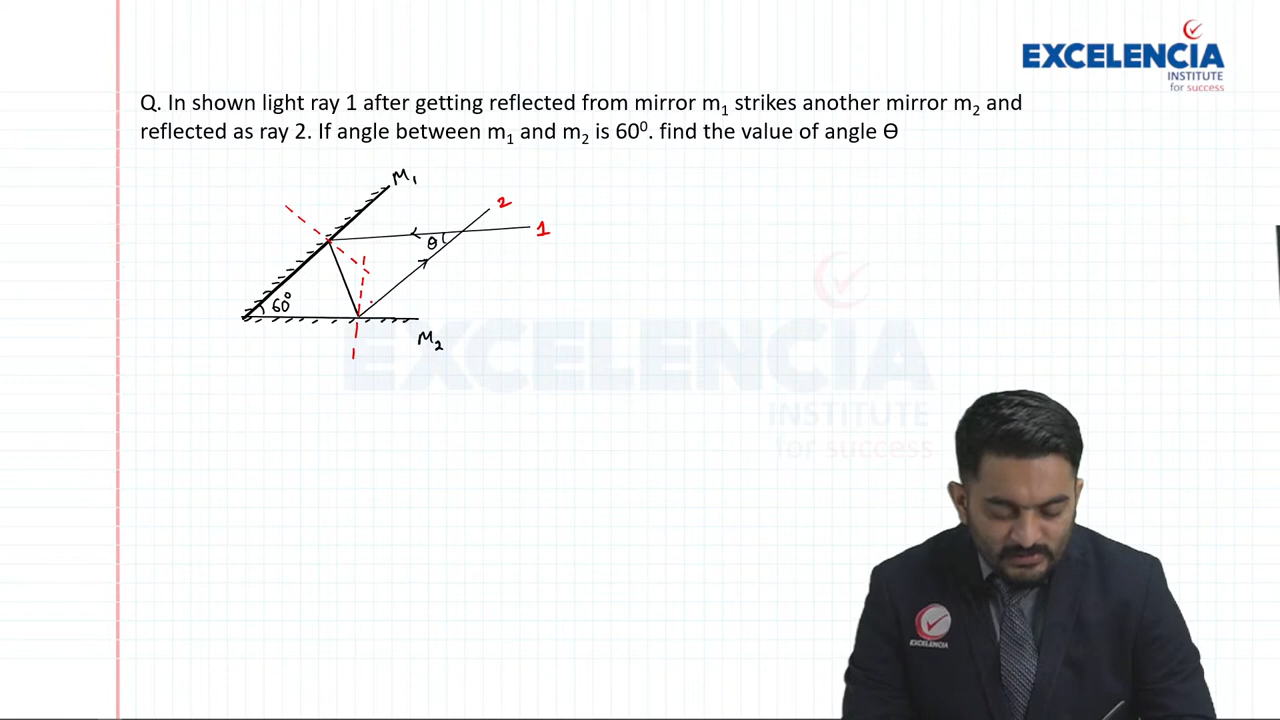 EXCELENCIA
INSTITUTE
for success
Q. In shown light ray 1 after getting reflected from mirror m₁ strikes another mirror m₂ and
reflected as ray 2. If angle between m₁ and m₂ is 60⁰. find the value of angle Ɵ
M₁
2
1
θ
60°
M₂
EXCELENCIA
INSTITUTE
for success
EXCELENCIA